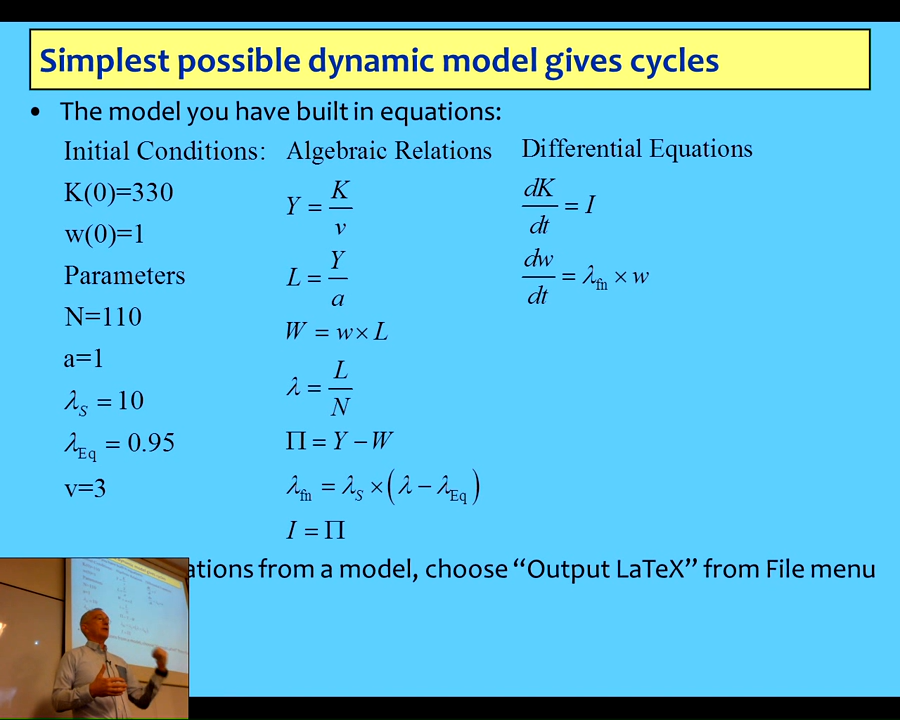 Simplest possible dynamic model gives cycles
• The model you have built in equations:
Initial Conditions:
K(0)=330
w(0)=1
Parameters
N=110
a=1
λ_S = 10
λ_Eq = 0.95
v=3
Algebraic Relations
Y = K/v
L = Y/a
W = w × L
λ = L/N
Π = Y − W
λ_fn = λ_S × (λ − λ_Eq)
I = Π
Differential Equations
dK/dt = I
dw/dt = λ_fn × w
from a model, choose “Output LaTeX” from File menu